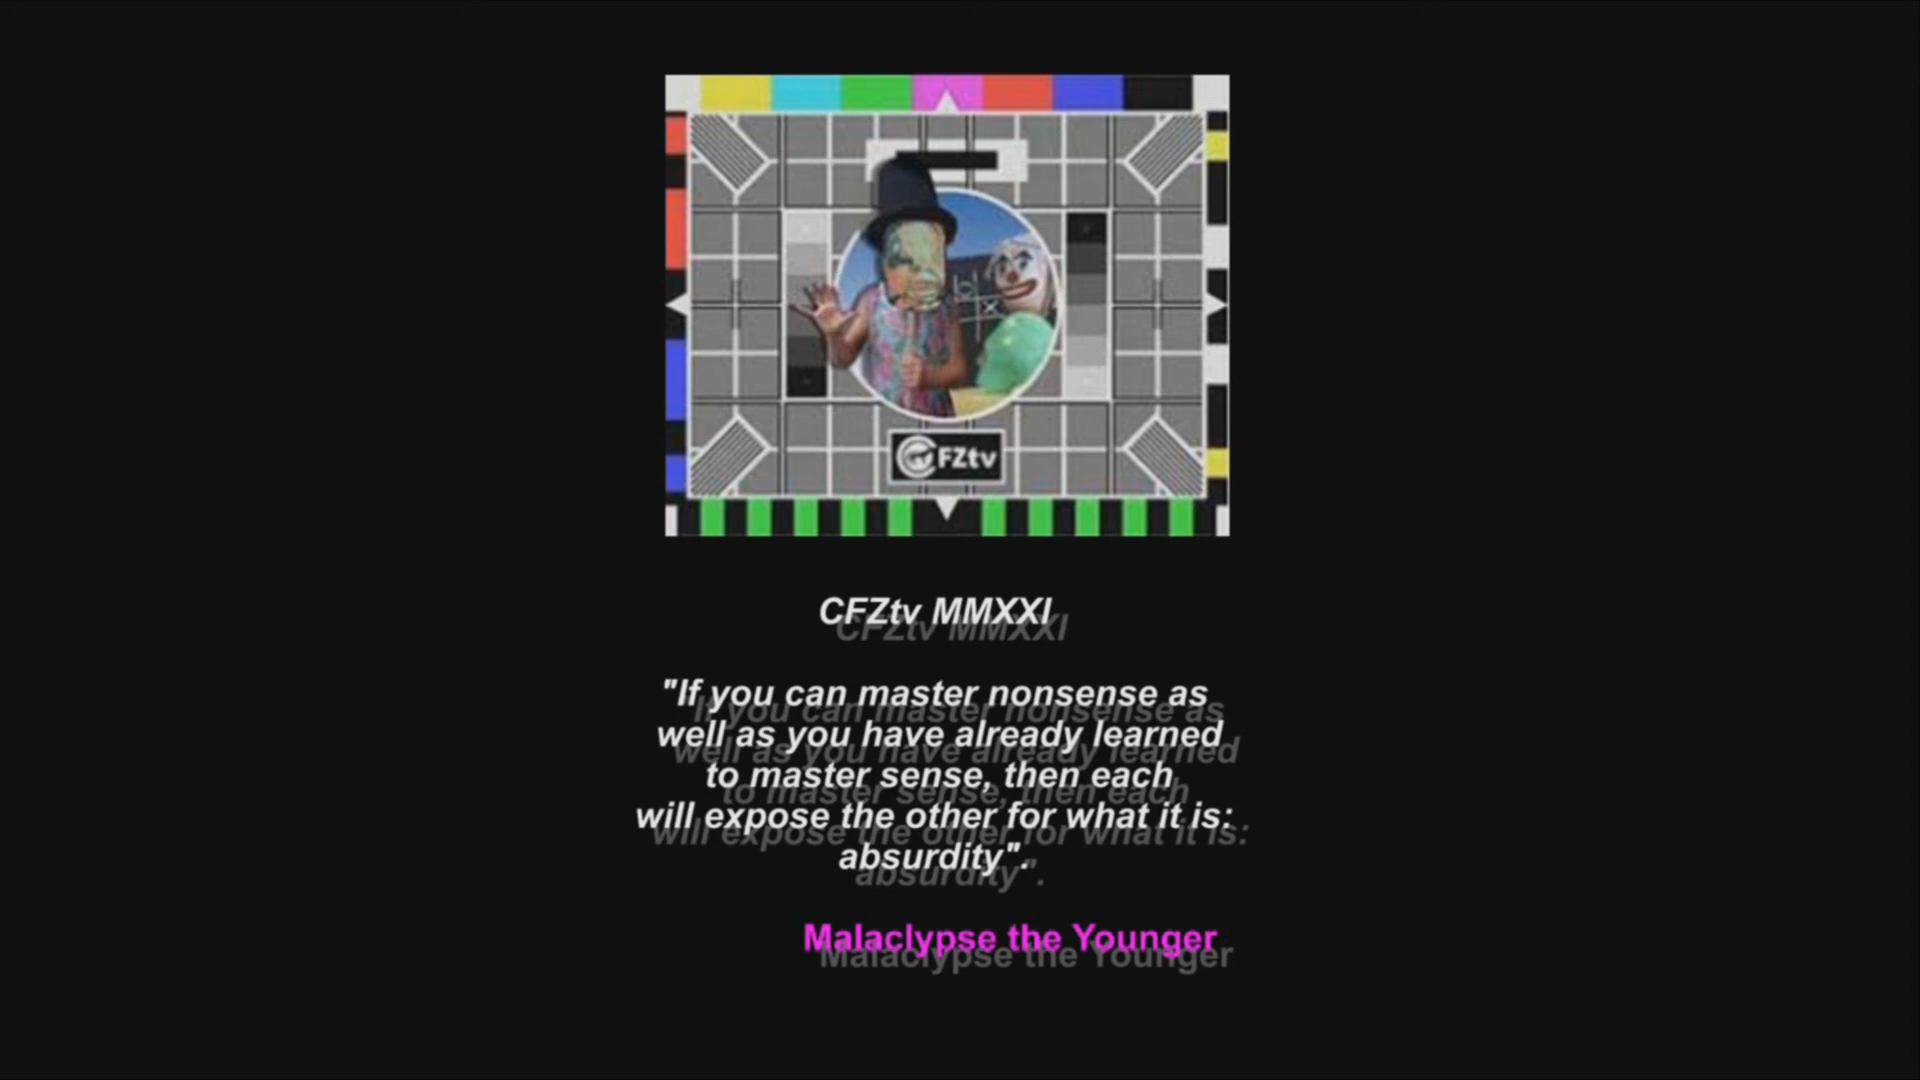 CFZtv
CFZtv MMXXI
"If you can master nonsense as
well as you have already learned
to master sense, then each
will expose the other for what it is:
absurdity".
Malaclypse the Younger